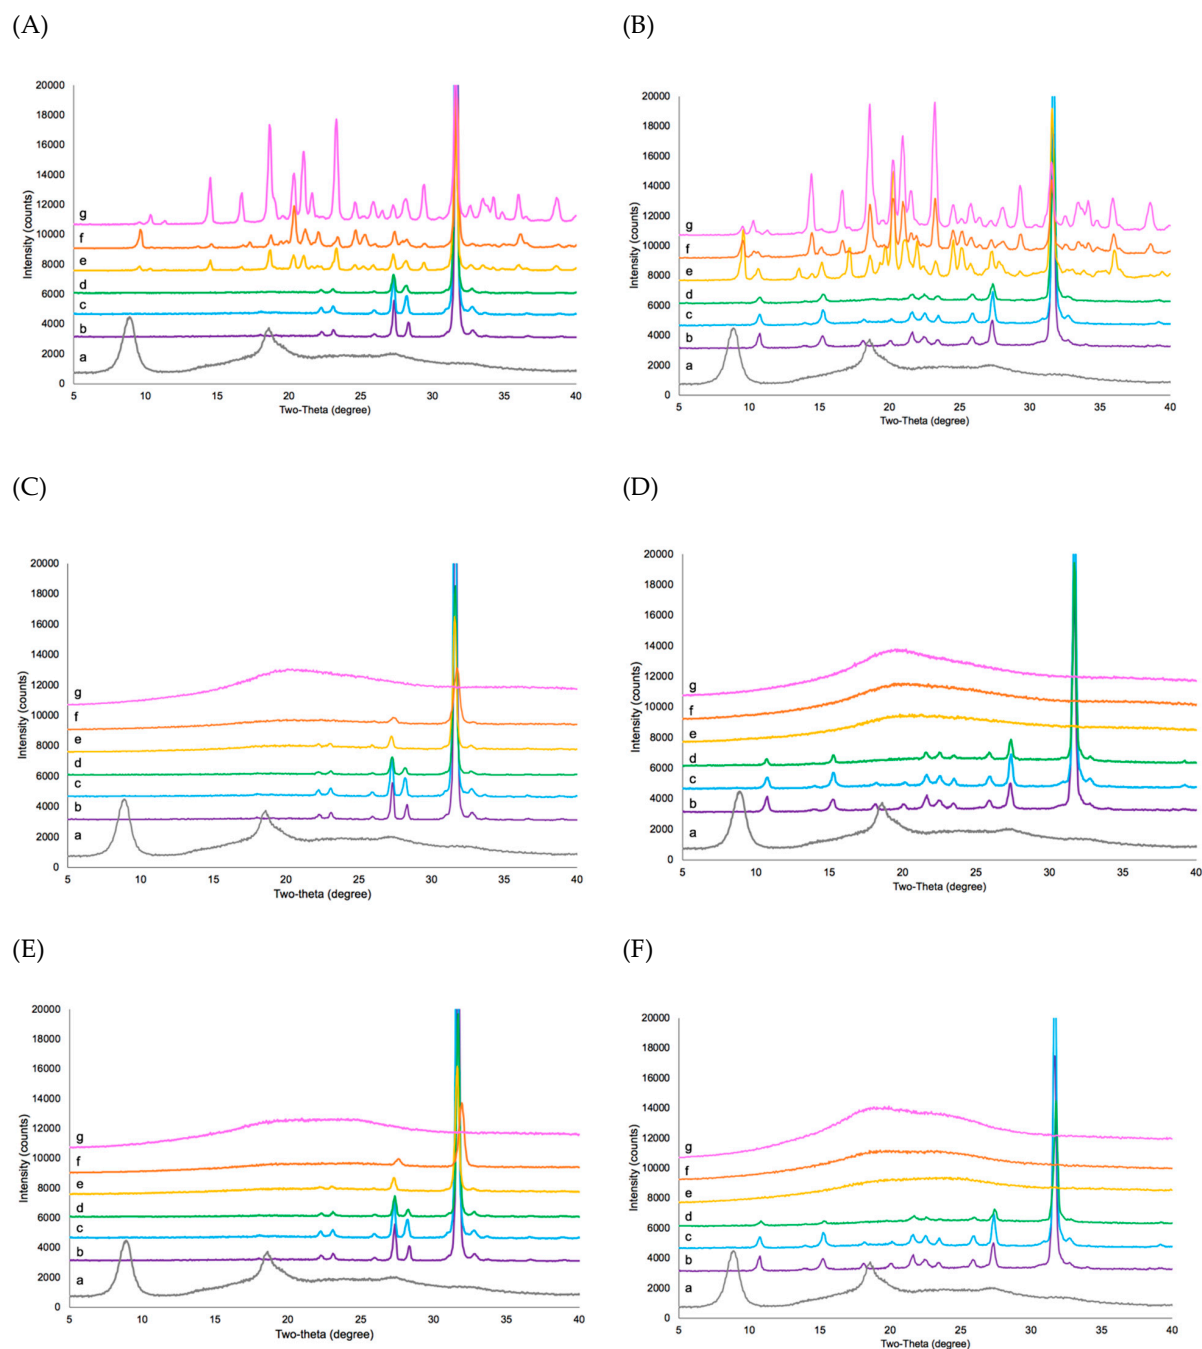 (A)
(B)
20000
18000
16000
14000
12000
10000
8000
6000
4000
2000
0
Intensity (counts)
g
f
e
d
c
b
a
5 10 15 20 25 30 35 40
Two-Theta (degree)
20000
18000
16000
14000
12000
10000
8000
6000
4000
2000
0
Intensity (counts)
g
f
e
d
c
b
a
5 10 15 20 25 30 35 40
Two-Theta (degree)
(C)
(D)
20000
18000
16000
14000
12000
10000
8000
6000
4000
2000
0
Intensity (counts)
g
f
e
d
c
b
a
5 10 15 20 25 30 35 40
Two-theta (degree)
20000
18000
16000
14000
12000
10000
8000
6000
4000
2000
0
Intensity (counts)
g
f
e
d
c
b
a
5 10 15 20 25 30 35 40
Two-Theta (degree)
(E)
(F)
20000
18000
16000
14000
12000
10000
8000
6000
4000
2000
0
Intensity (counts)
g
f
e
d
c
b
a
5 10 15 20 25 30 35 40
Two-theta (degree)
20000
18000
16000
14000
12000
10000
8000
6000
4000
2000
0
Intensity (counts)
g
f
e
d
c
b
a
5 10 15 20 25 30 35 40
Two-Theta (degree)